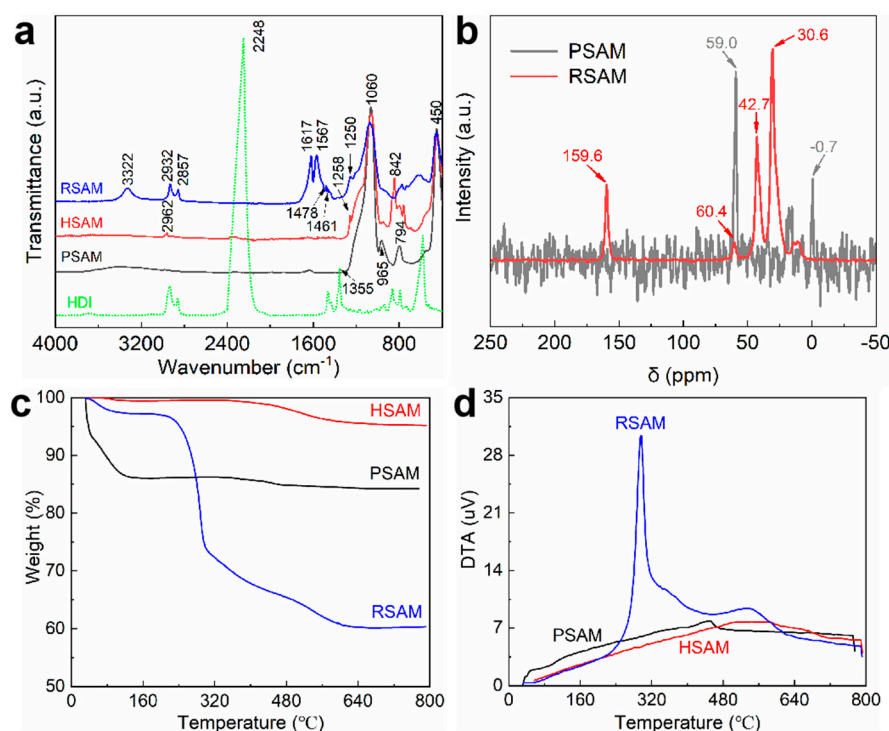 a
Transmittance (a.u.)
2248
3322
2932
2857
2962
1617
1567
1478
1461
1258
1250
1355
1060
965
842
794
450
RSAM
HSAM
PSAM
HDI
4000 3200 2400 1600 800
Wavenumber (cm⁻¹)
b
Intensity (a.u.)
PSAM
RSAM
59.0
30.6
42.7
-0.7
159.6
60.4
250 200 150 100 50 0 -50
δ (ppm)
c
Weight (%)
100
90
80
70
60
50
HSAM
PSAM
RSAM
0 160 320 480 640 800
Temperature (℃)
d
DTA (uV)
35
28
21
14
7
0
RSAM
PSAM
HSAM
0 160 320 480 640 800
Temperature (℃)